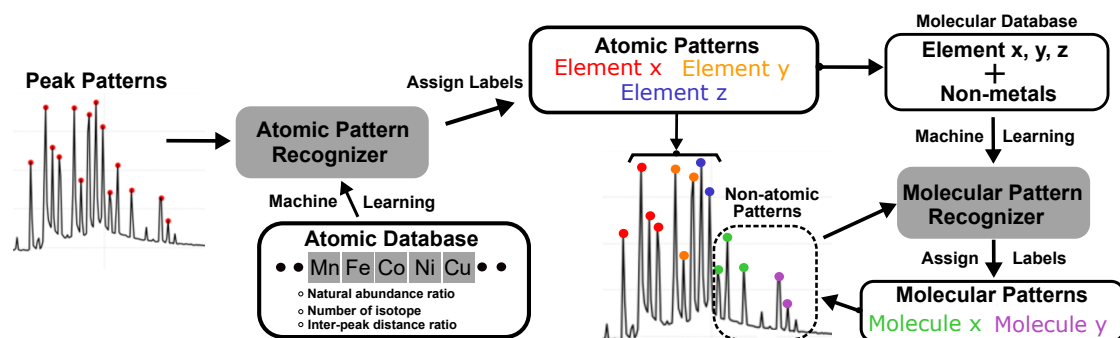 Peak Patterns
Atomic Pattern
Recognizer
Machine Learning
Atomic Database
Mn Fe Co Ni Cu
Natural abundance ratio
Number of isotope
Inter-peak distance ratio
Assign Labels
Atomic Patterns
Element x Element y
Element z
Non-atomic
Patterns
Molecular Database
Element x, y, z
+
Non-metals
Machine Learning
Molecular Pattern
Recognizer
Assign Labels
Molecular Patterns
Molecule x Molecule y